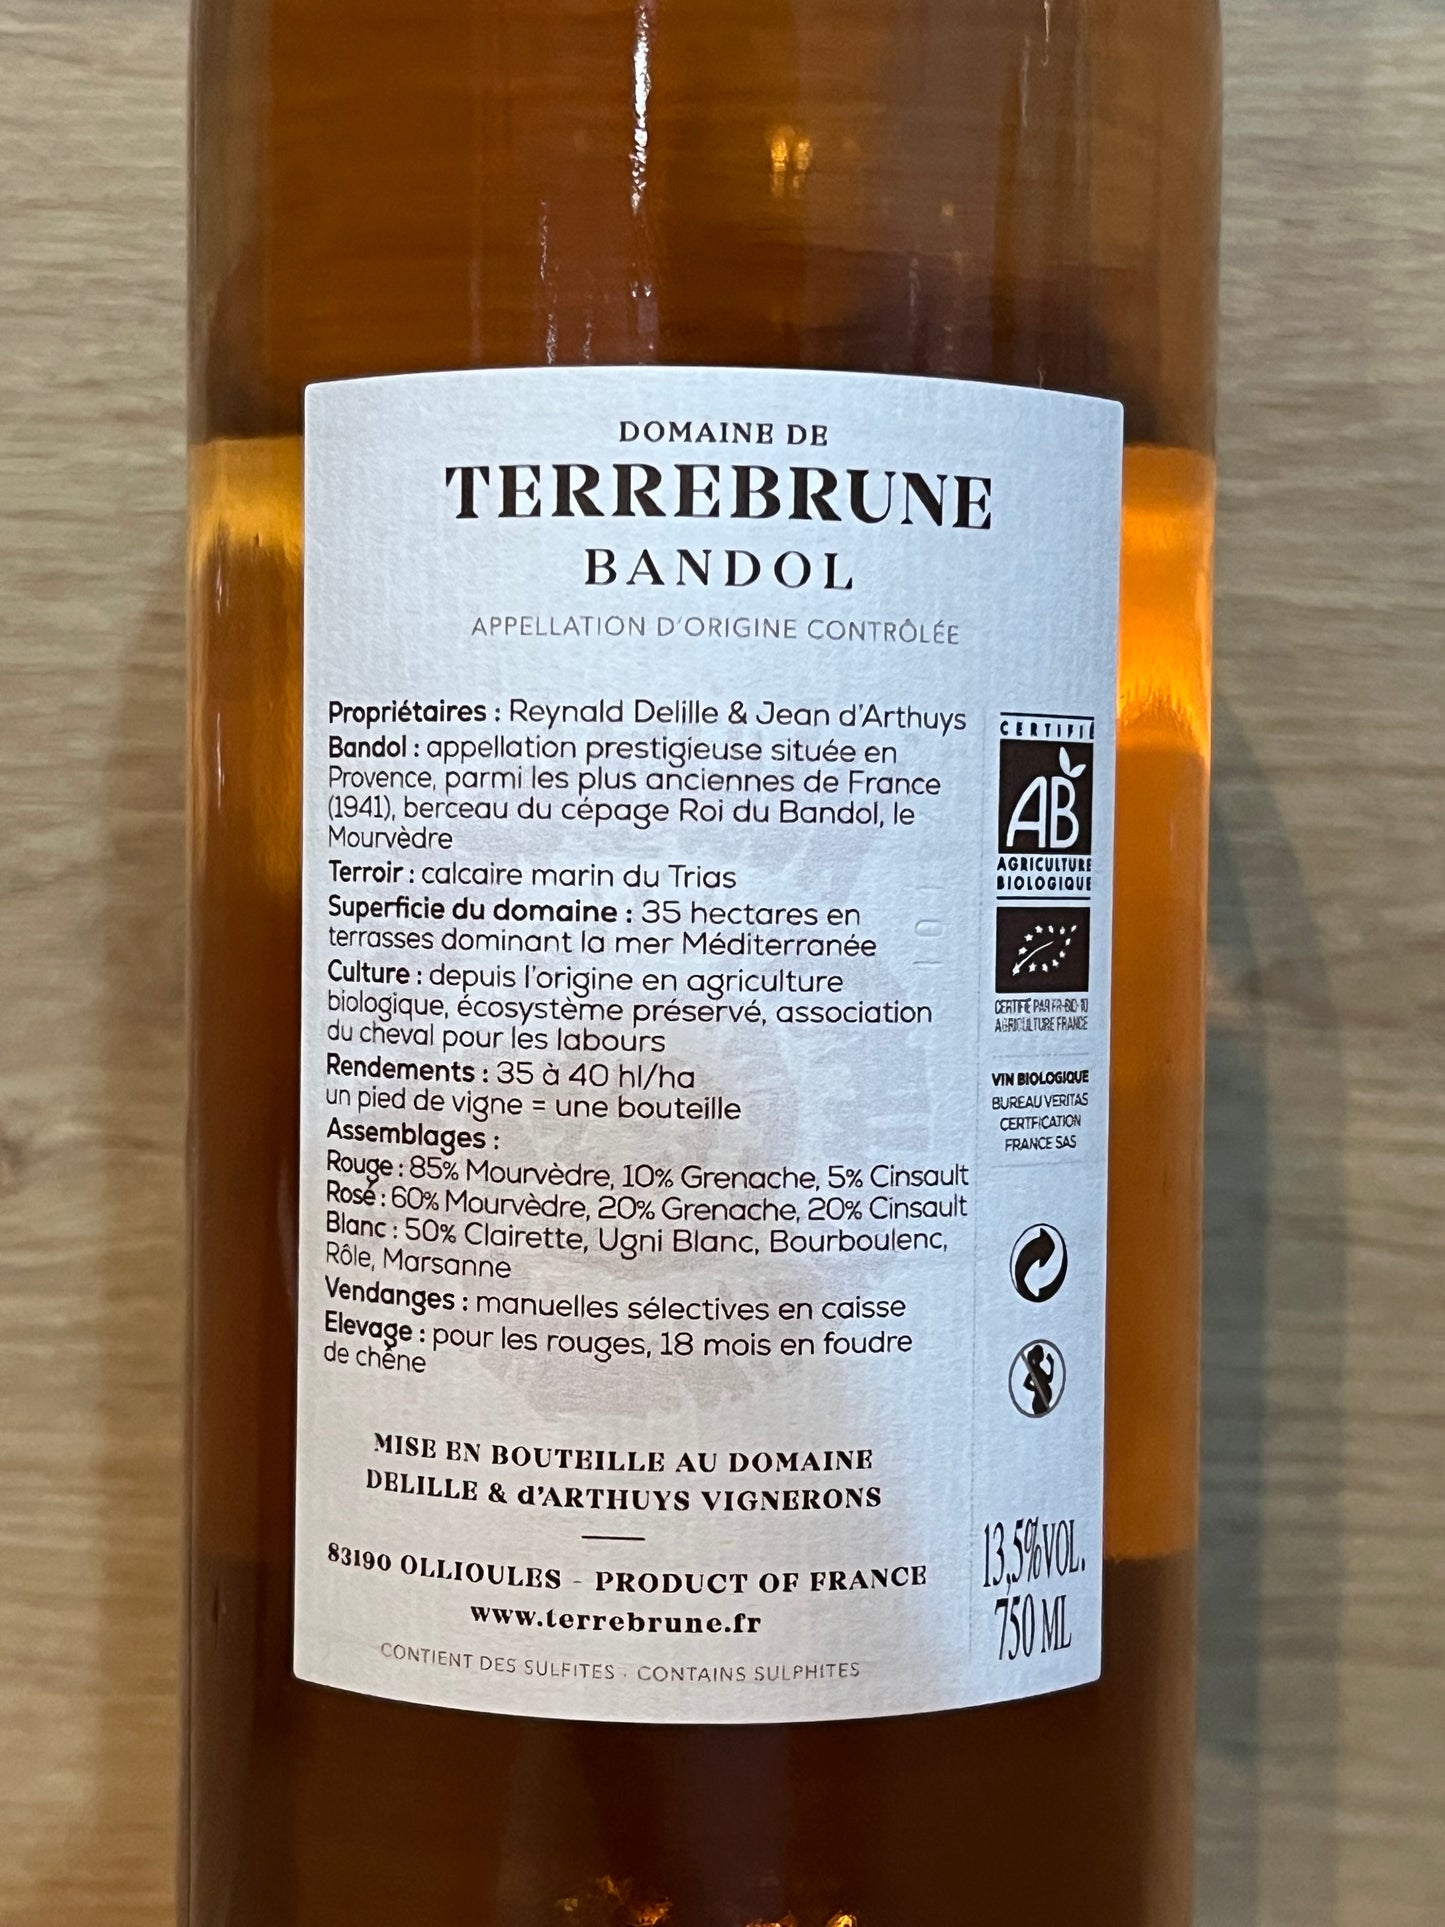 DOMAINE DE
TERREBRUNE
BANDOL
APPELLATION D'ORIGINE CONTRÔLÉE
Propriétaires : Reynald Delille & Jean d'Arthuys
Bandol : appellation prestigieuse située en
Provence, parmi les plus anciennes de France
(1941), berceau du cépage Roi du Bandol, le
Mourvèdre
Terroir : calcaire marin du Trias
Superficie du domaine : 35 hectares en
terrasses dominant la mer Méditerranée
Culture : depuis l'origine en agriculture
biologique, écosystème préservé, association
du cheval pour les labours
Rendements : 35 à 40 hl/ha
un pied de vigne = une bouteille
Assemblages :
Rouge : 85% Mourvèdre, 10% Grenache, 5% Cinsault
Rosé : 60% Mourvèdre, 20% Grenache, 20% Cinsault
Blanc : 50% Clairette, Ugni Blanc, Bourboulenc,
Rôle, Marsanne
Vendanges : manuelles sélectives en caisse
Elevage : pour les rouges, 18 mois en foudre
de chêne
MISE EN BOUTEILLE AU DOMAINE
DELILLE & d'ARTHUYS VIGNERONS
83190 OLLIOULES - PRODUCT OF FRANCE
www.terrebrune.fr
CONTIENT DES SULFITES . CONTAINS SULPHITES
CERTIFIÉ
AB
AGRICULTURE
BIOLOGIQUE
CERTIFIÉ PAR FR-BIO-10
AGRICULTURE FRANCE
VIN BIOLOGIQUE
BUREAU VERITAS
CERTFICATION
FRANCE SAS
13,5%VOL.
750 ML